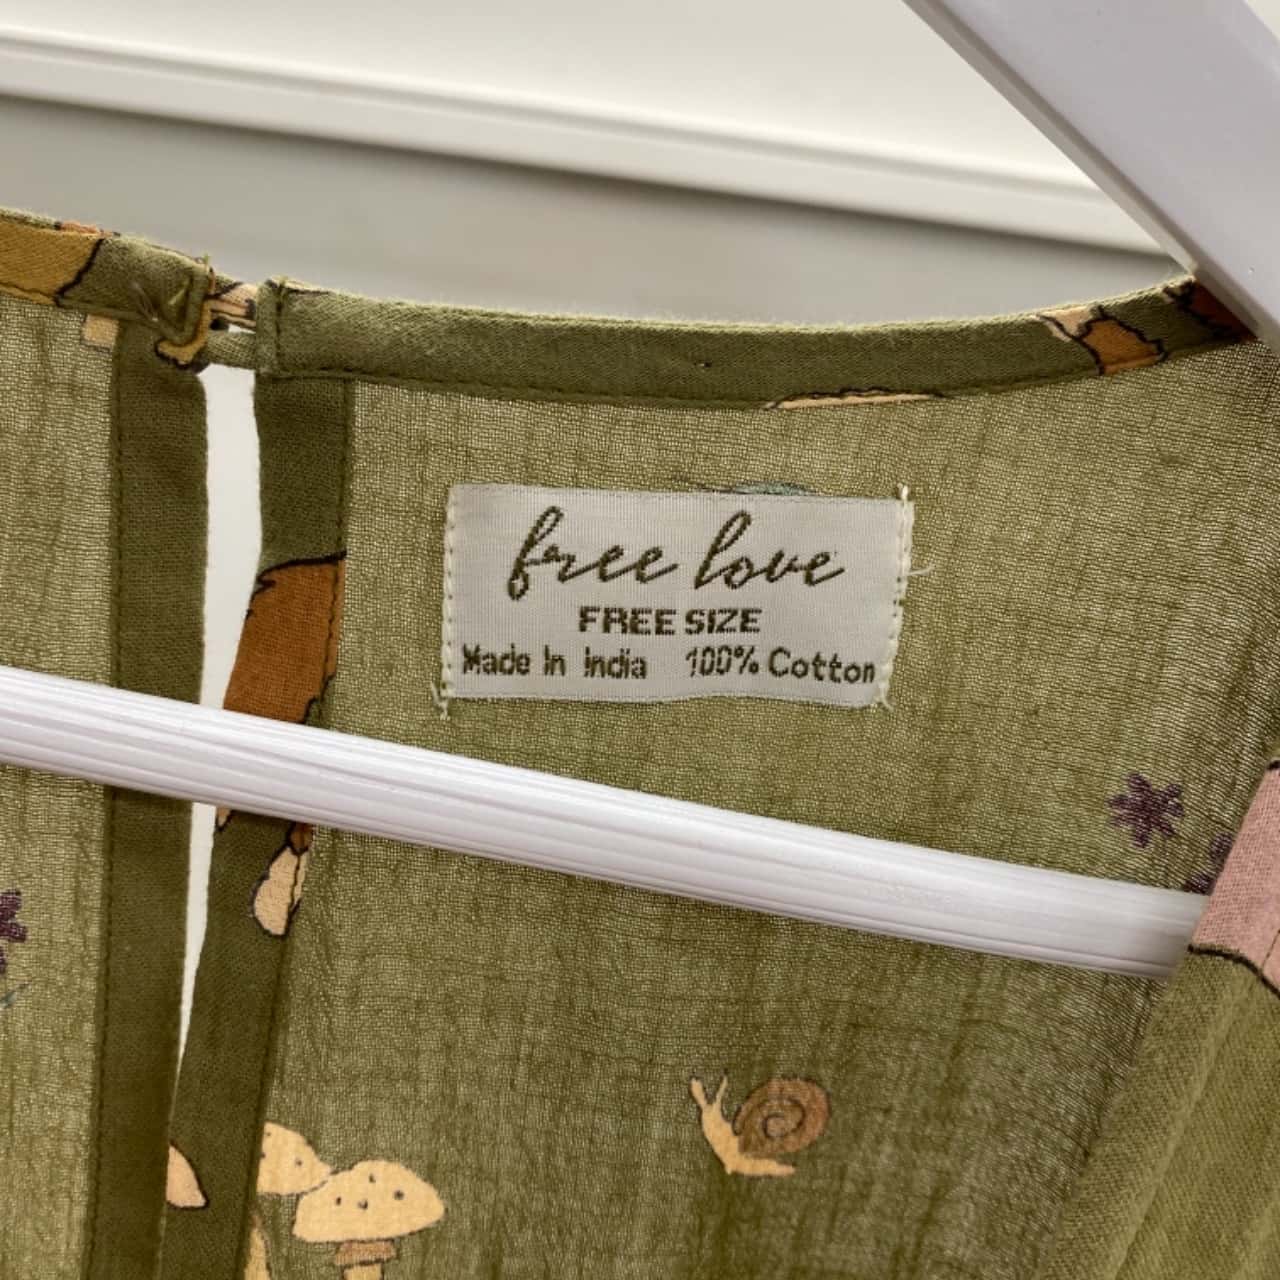 free love
FREE SIZE
Made In India 100% Cotton